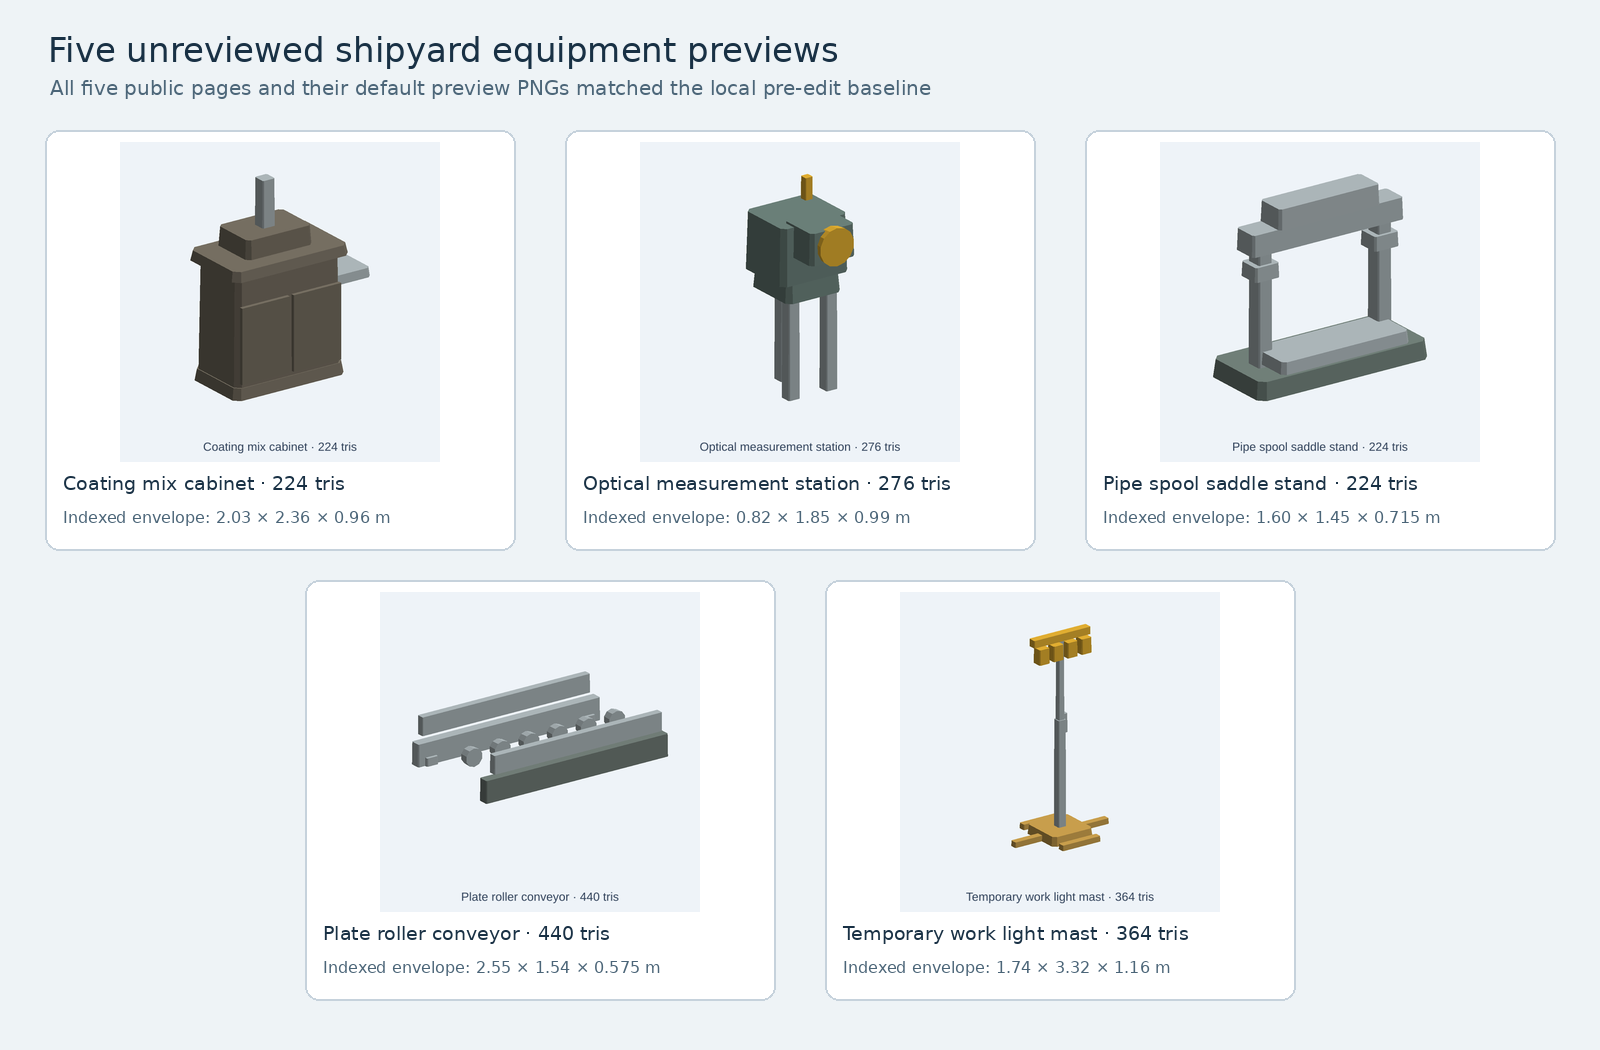 Five unreviewed shipyard equipment previews
All five public pages and their default preview PNGs matched the local pre-edit baseline
Coating mix cabinet · 224 tris
Coating mix cabinet · 224 tris
Indexed envelope: 2.03 × 2.36 × 0.96 m
Optical measurement station · 276 tris
Optical measurement station · 276 tris
Indexed envelope: 0.82 × 1.85 × 0.99 m
Pipe spool saddle stand · 224 tris
Pipe spool saddle stand · 224 tris
Indexed envelope: 1.60 × 1.45 × 0.715 m
Plate roller conveyor · 440 tris
Plate roller conveyor · 440 tris
Indexed envelope: 2.55 × 1.54 × 0.575 m
Temporary work light mast · 364 tris
Temporary work light mast · 364 tris
Indexed envelope: 1.74 × 3.32 × 1.16 m